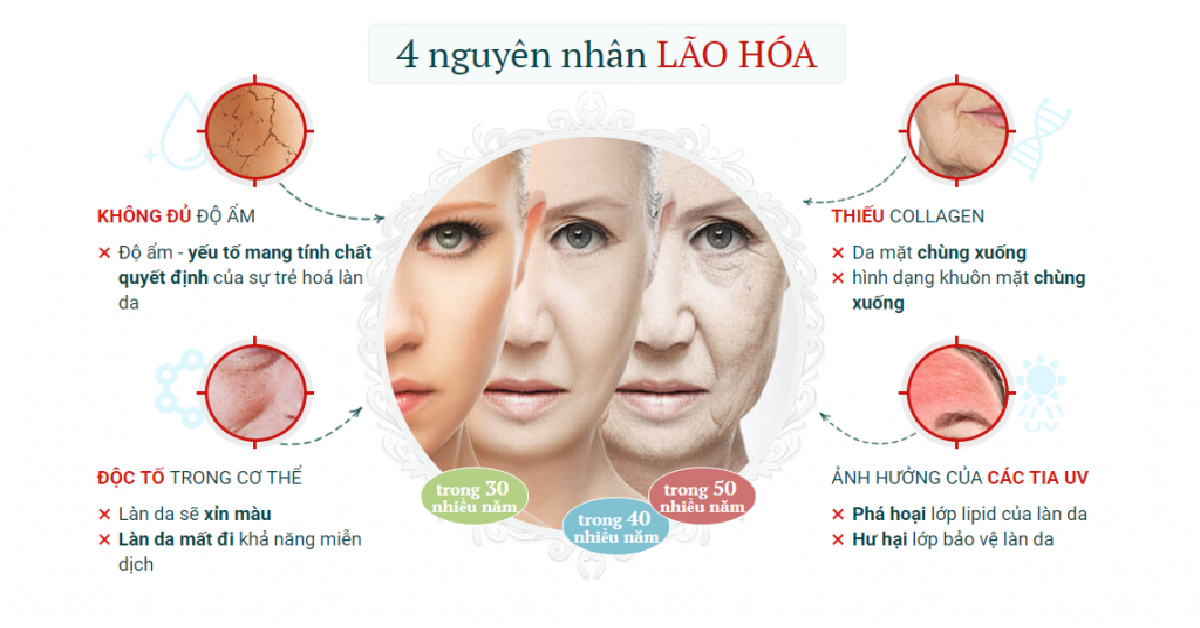 4 nguyên nhân LÃO HÓA
KHÔNG ĐỦ ĐỘ ẨM
× Độ ẩm - yếu tố mang tính chất
quyết định của sự trẻ hoá làn
da
ĐỘC TỐ TRONG CƠ THỂ
× Làn da sẽ xỉn màu
× Làn da mất đi khả năng miễn
dịch
trong 30
nhiều năm
trong 40
nhiều năm
trong 50
nhiều năm
THIẾU COLLAGEN
× Da mặt chùng xuống
× hình dạng khuôn mặt chùng
xuống
UV
ẢNH HƯỞNG CỦA CÁC TIA UV
× Phá hoại lớp lipid của làn da
× Hư hại lớp bảo vệ làn da